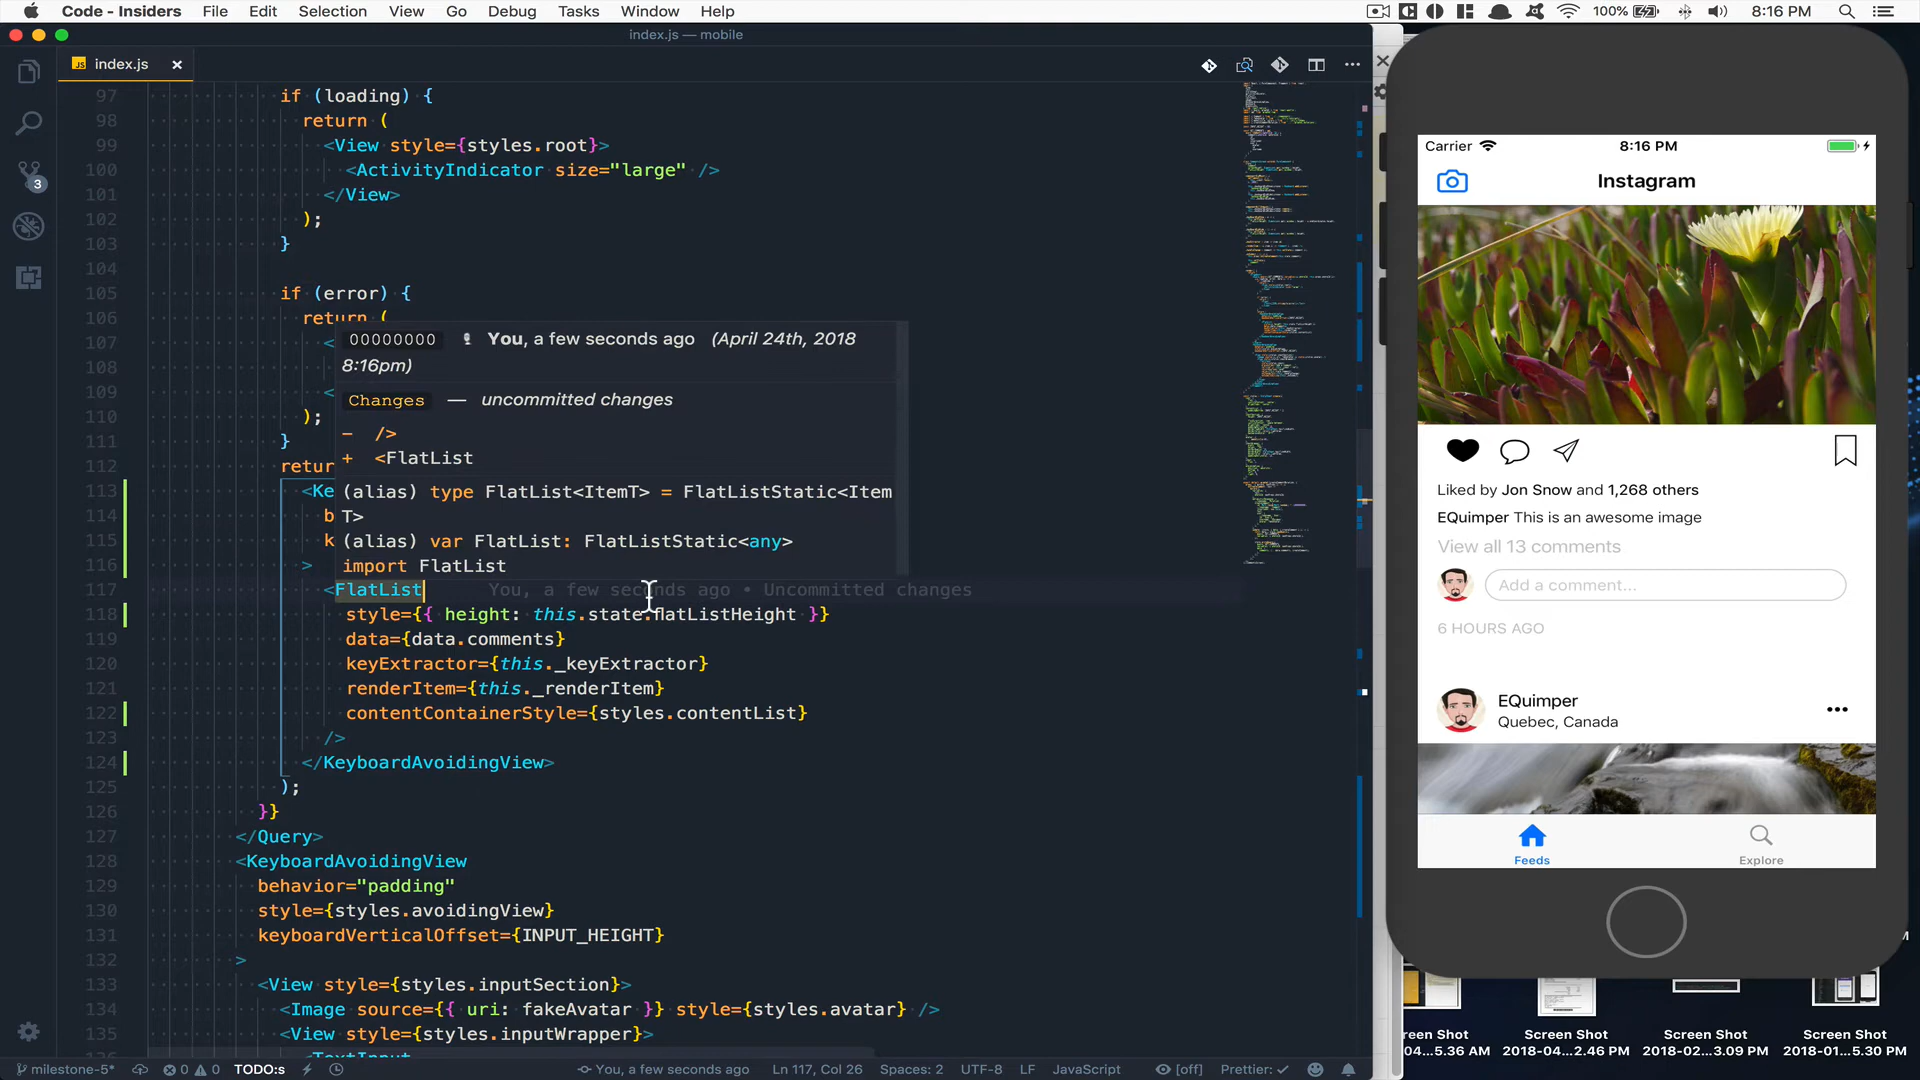 Code - Insiders File Edit Selection View Go Debug Tasks Window Help 100% 8:16 PM
index.js — mobile
JS index.js
97 if (loading) {
98 return (
99 <View style={styles.root}>
100 <ActivityIndicator size="large" />
101 </View>
102 );
103 }
104
105 if (error) {
106 return (
107 <
108
109 <
110 );
111 }
112 retur
113 <Ke
114 b
115 k
116 >
00000000 You, a few seconds ago (April 24th, 2018
8:16pm)
Changes — uncommitted changes
− />
+ <FlatList
(alias) type FlatList<ItemT> = FlatListStatic<Item
T>
(alias) var FlatList: FlatListStatic<any>
import FlatList
117 <FlatList You, a few seconds ago • Uncommitted changes
118 style={{ height: this.state.flatListHeight }}
119 data={data.comments}
120 keyExtractor={this._keyExtractor}
121 renderItem={this._renderItem}
122 contentContainerStyle={styles.contentList}
123 />
124 </KeyboardAvoidingView>
125 );
126 }}
127 </Query>
128 <KeyboardAvoidingView
129 behavior="padding"
130 style={styles.avoidingView}
131 keyboardVerticalOffset={INPUT_HEIGHT}
132 >
133 <View style={styles.inputSection}>
134 <Image source={{ uri: fakeAvatar }} style={styles.avatar} />
135 <View style={styles.inputWrapper}>
136 <TextInput
3
milestone-5* 0 0 TODO:s You, a few seconds ago Ln 117, Col 26 Spaces: 2 UTF-8 LF JavaScript [off] Prettier: ✓
Carrier 8:16 PM
Instagram
Liked by Jon Snow and 1,268 others
EQuimper This is an awesome image
View all 13 comments
Add a comment...
6 HOURS AGO
EQuimper
Quebec, Canada
Feeds Explore
reen Shot Screen Shot Screen Shot Screen Shot
04...5.36 AM 2018-04...2.46 PM 2018-02...3.09 PM 2018-01...5.30 PM